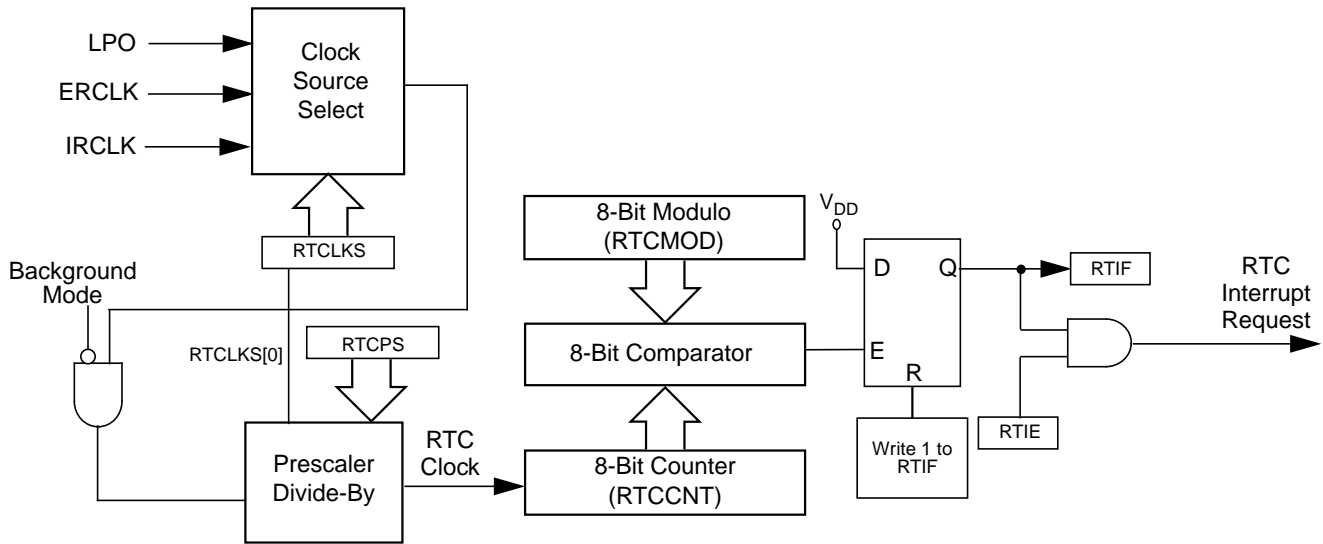 LPO
ERCLK
IRCLK
Clock
Source
Select
RTCLKS
Background
Mode
RTCLKS[0]
RTCPS
Prescaler
Divide-By
RTC
Clock
8-Bit Modulo
(RTCMOD)
8-Bit Comparator
8-Bit Counter
(RTCCNT)
VDD
D
Q
E
R
Write 1 to
RTIF
RTIF
RTIE
RTC
Interrupt
Request